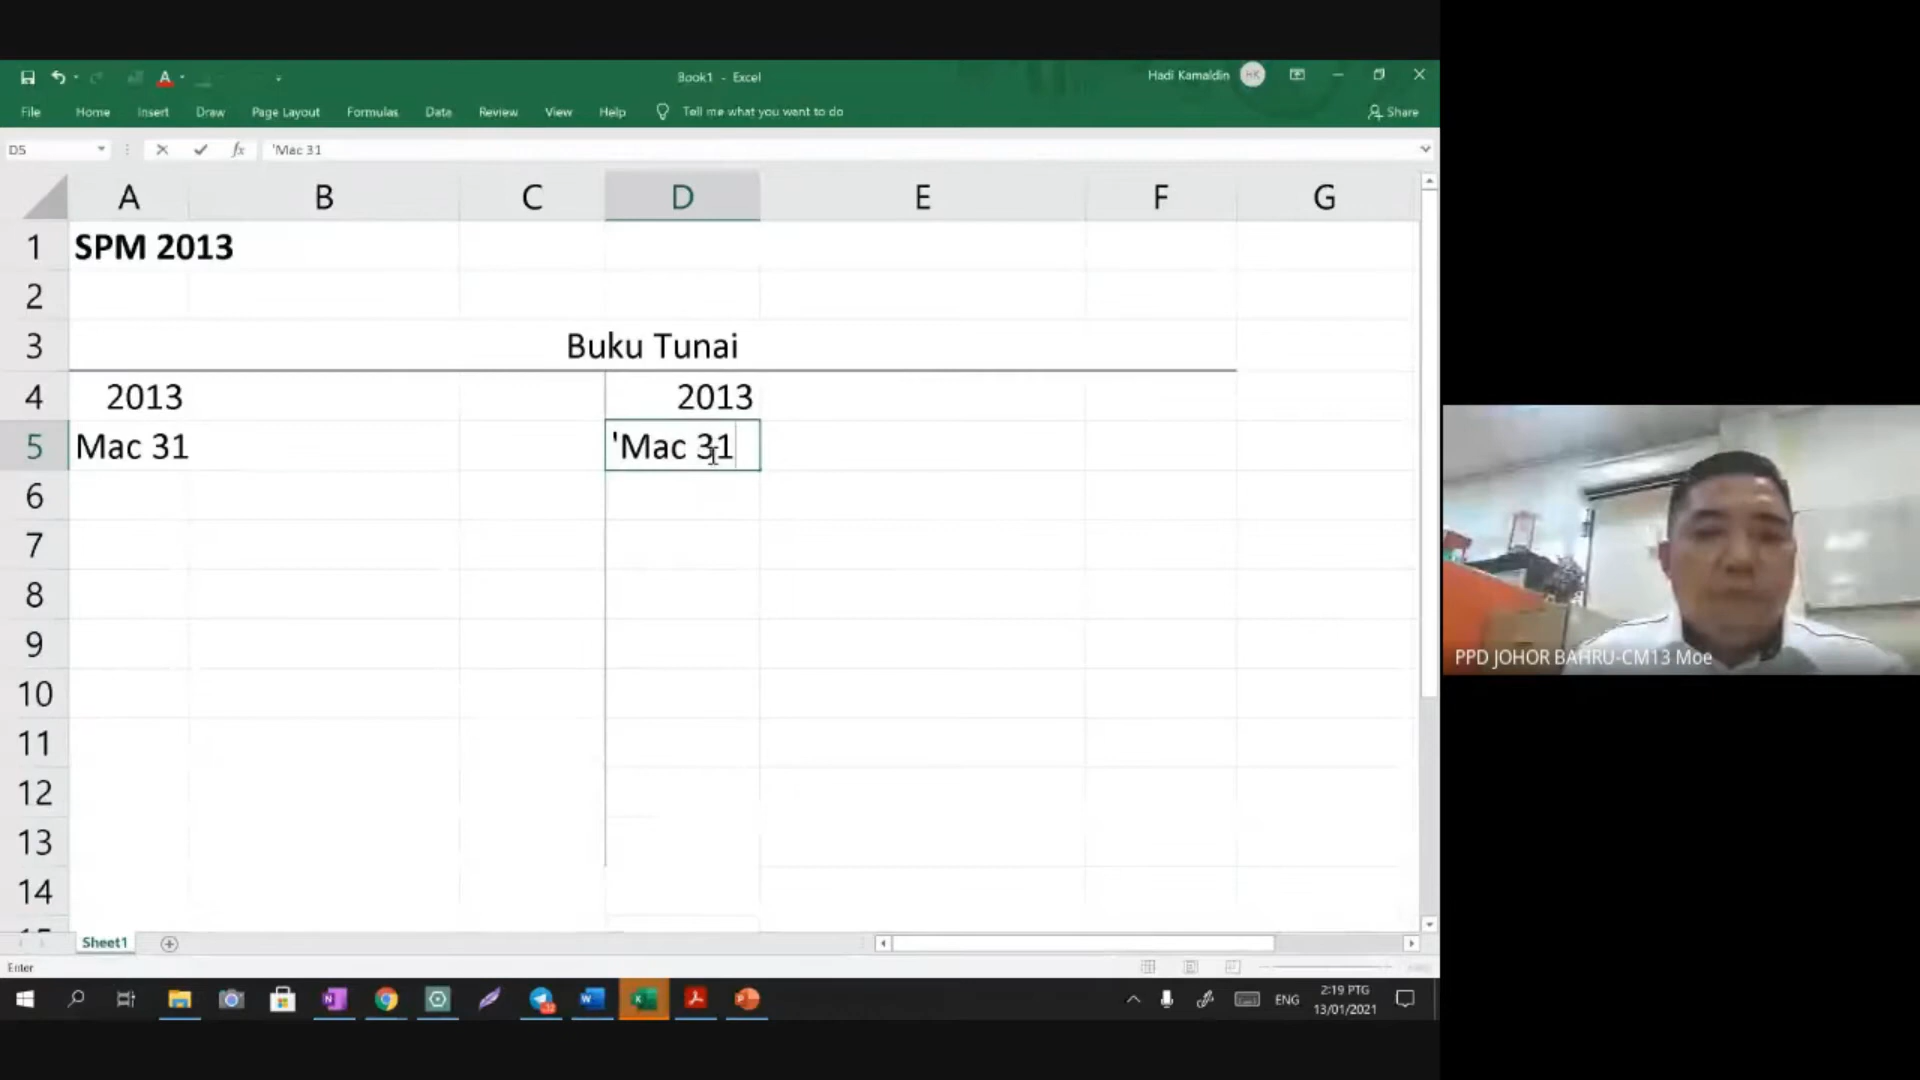 Book1 - Excel
Hadi Kamaldin
HK
File Home Insert Draw Page Layout Formulas Data Review View Help Tell me what you want to do
Share
D5
fx
'Mac 31
A B C D E F G
1 SPM 2013
2
3 Buku Tunai
4 2013 2013
5 Mac 31 'Mac 31
6
7
8
9
10
11
12
13
14
Sheet1
Enter
ENG
2:19 PTG
13/01/2021
PPD JOHOR BAHRU-CM13 Moe